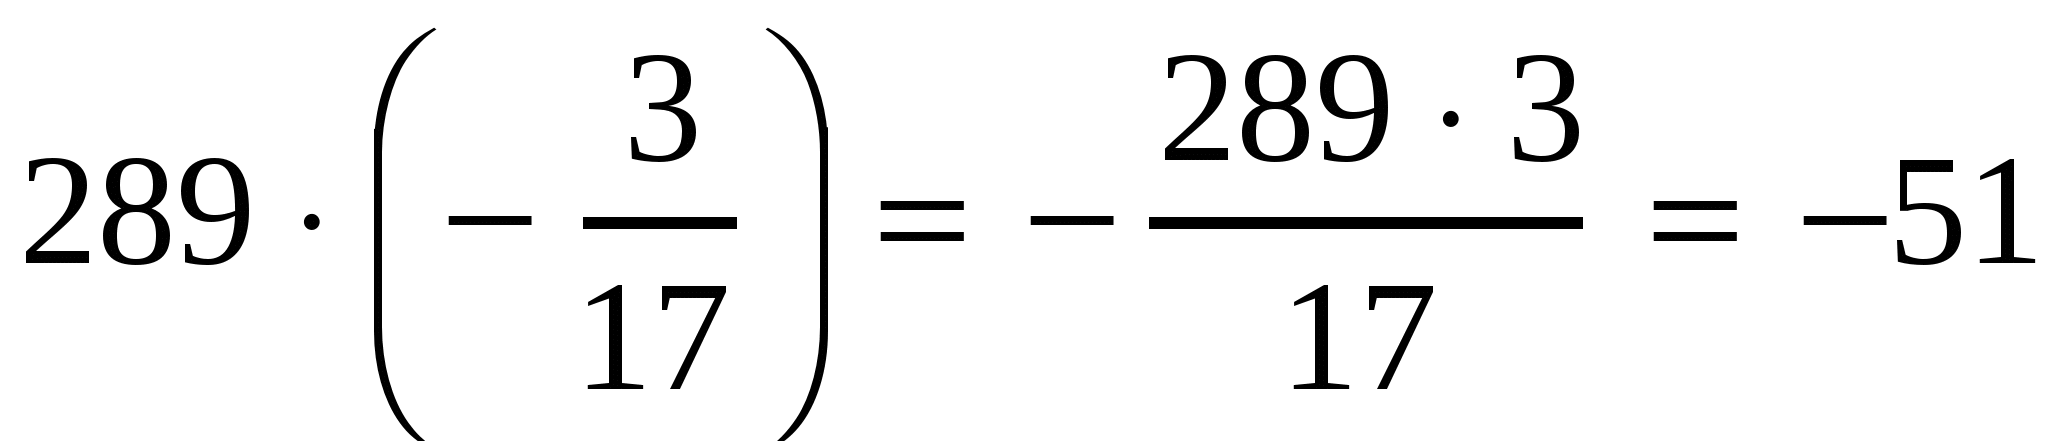 289 · ( − 3/17 ) = − 289 · 3/17 = −51